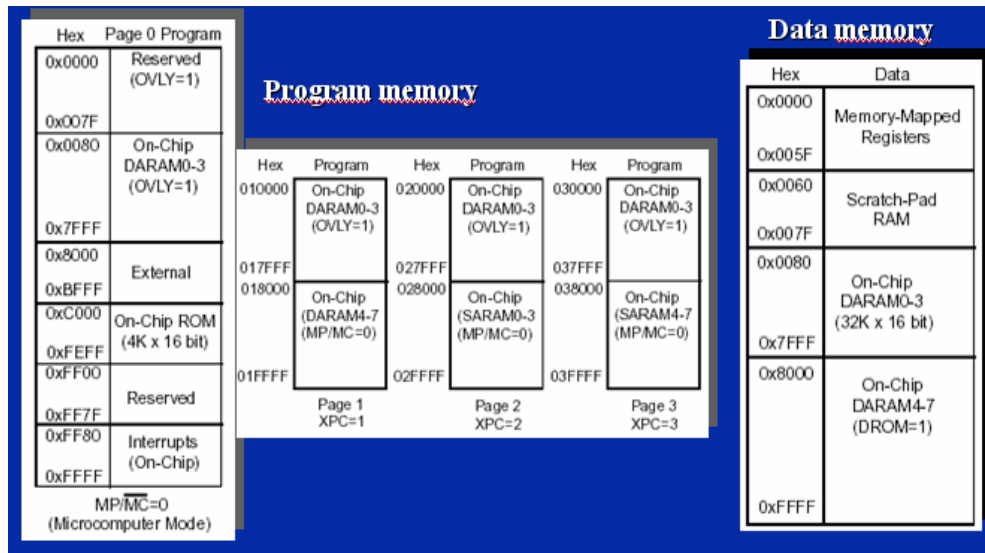 Data memory
Program memory
Hex Page 0 Program
0x0000 Reserved
(OVLY=1)
0x007F
0x0080 On-Chip
DARAM0-3
(OVLY=1)
0x7FFF
0x8000
External
0xBFFF
0xC000 On-Chip ROM
(4K x 16 bit)
0xFEFF
0xFF00
Reserved
0xFF7F
0xFF80 Interrupts
(On-Chip)
0xFFFF
MP/MC=0
(Microcomputer Mode)
Hex Program Hex Program Hex Program
010000 On-Chip 020000 On-Chip 030000 On-Chip
DARAM0-3 DARAM0-3 DARAM0-3
(OVLY=1) (OVLY=1) (OVLY=1)
017FFF 027FFF 037FFF
018000 On-Chip 028000 On-Chip 038000 On-Chip
(DARAM4-7 (SARAM0-3 (SARAM4-7
(MP/MC=0) (MP/MC=0) (MP/MC=0)
01FFFF 02FFFF 03FFFF
Page 1 Page 2 Page 3
XPC=1 XPC=2 XPC=3
Hex Data
0x0000
Memory-Mapped
Registers
0x005F
0x0060
Scratch-Pad
RAM
0x007F
0x0080
On-Chip
DARAM0-3
(32K x 16 bit)
0x7FFF
0x8000
On-Chip
DARAM4-7
(DROM=1)
0xFFFF